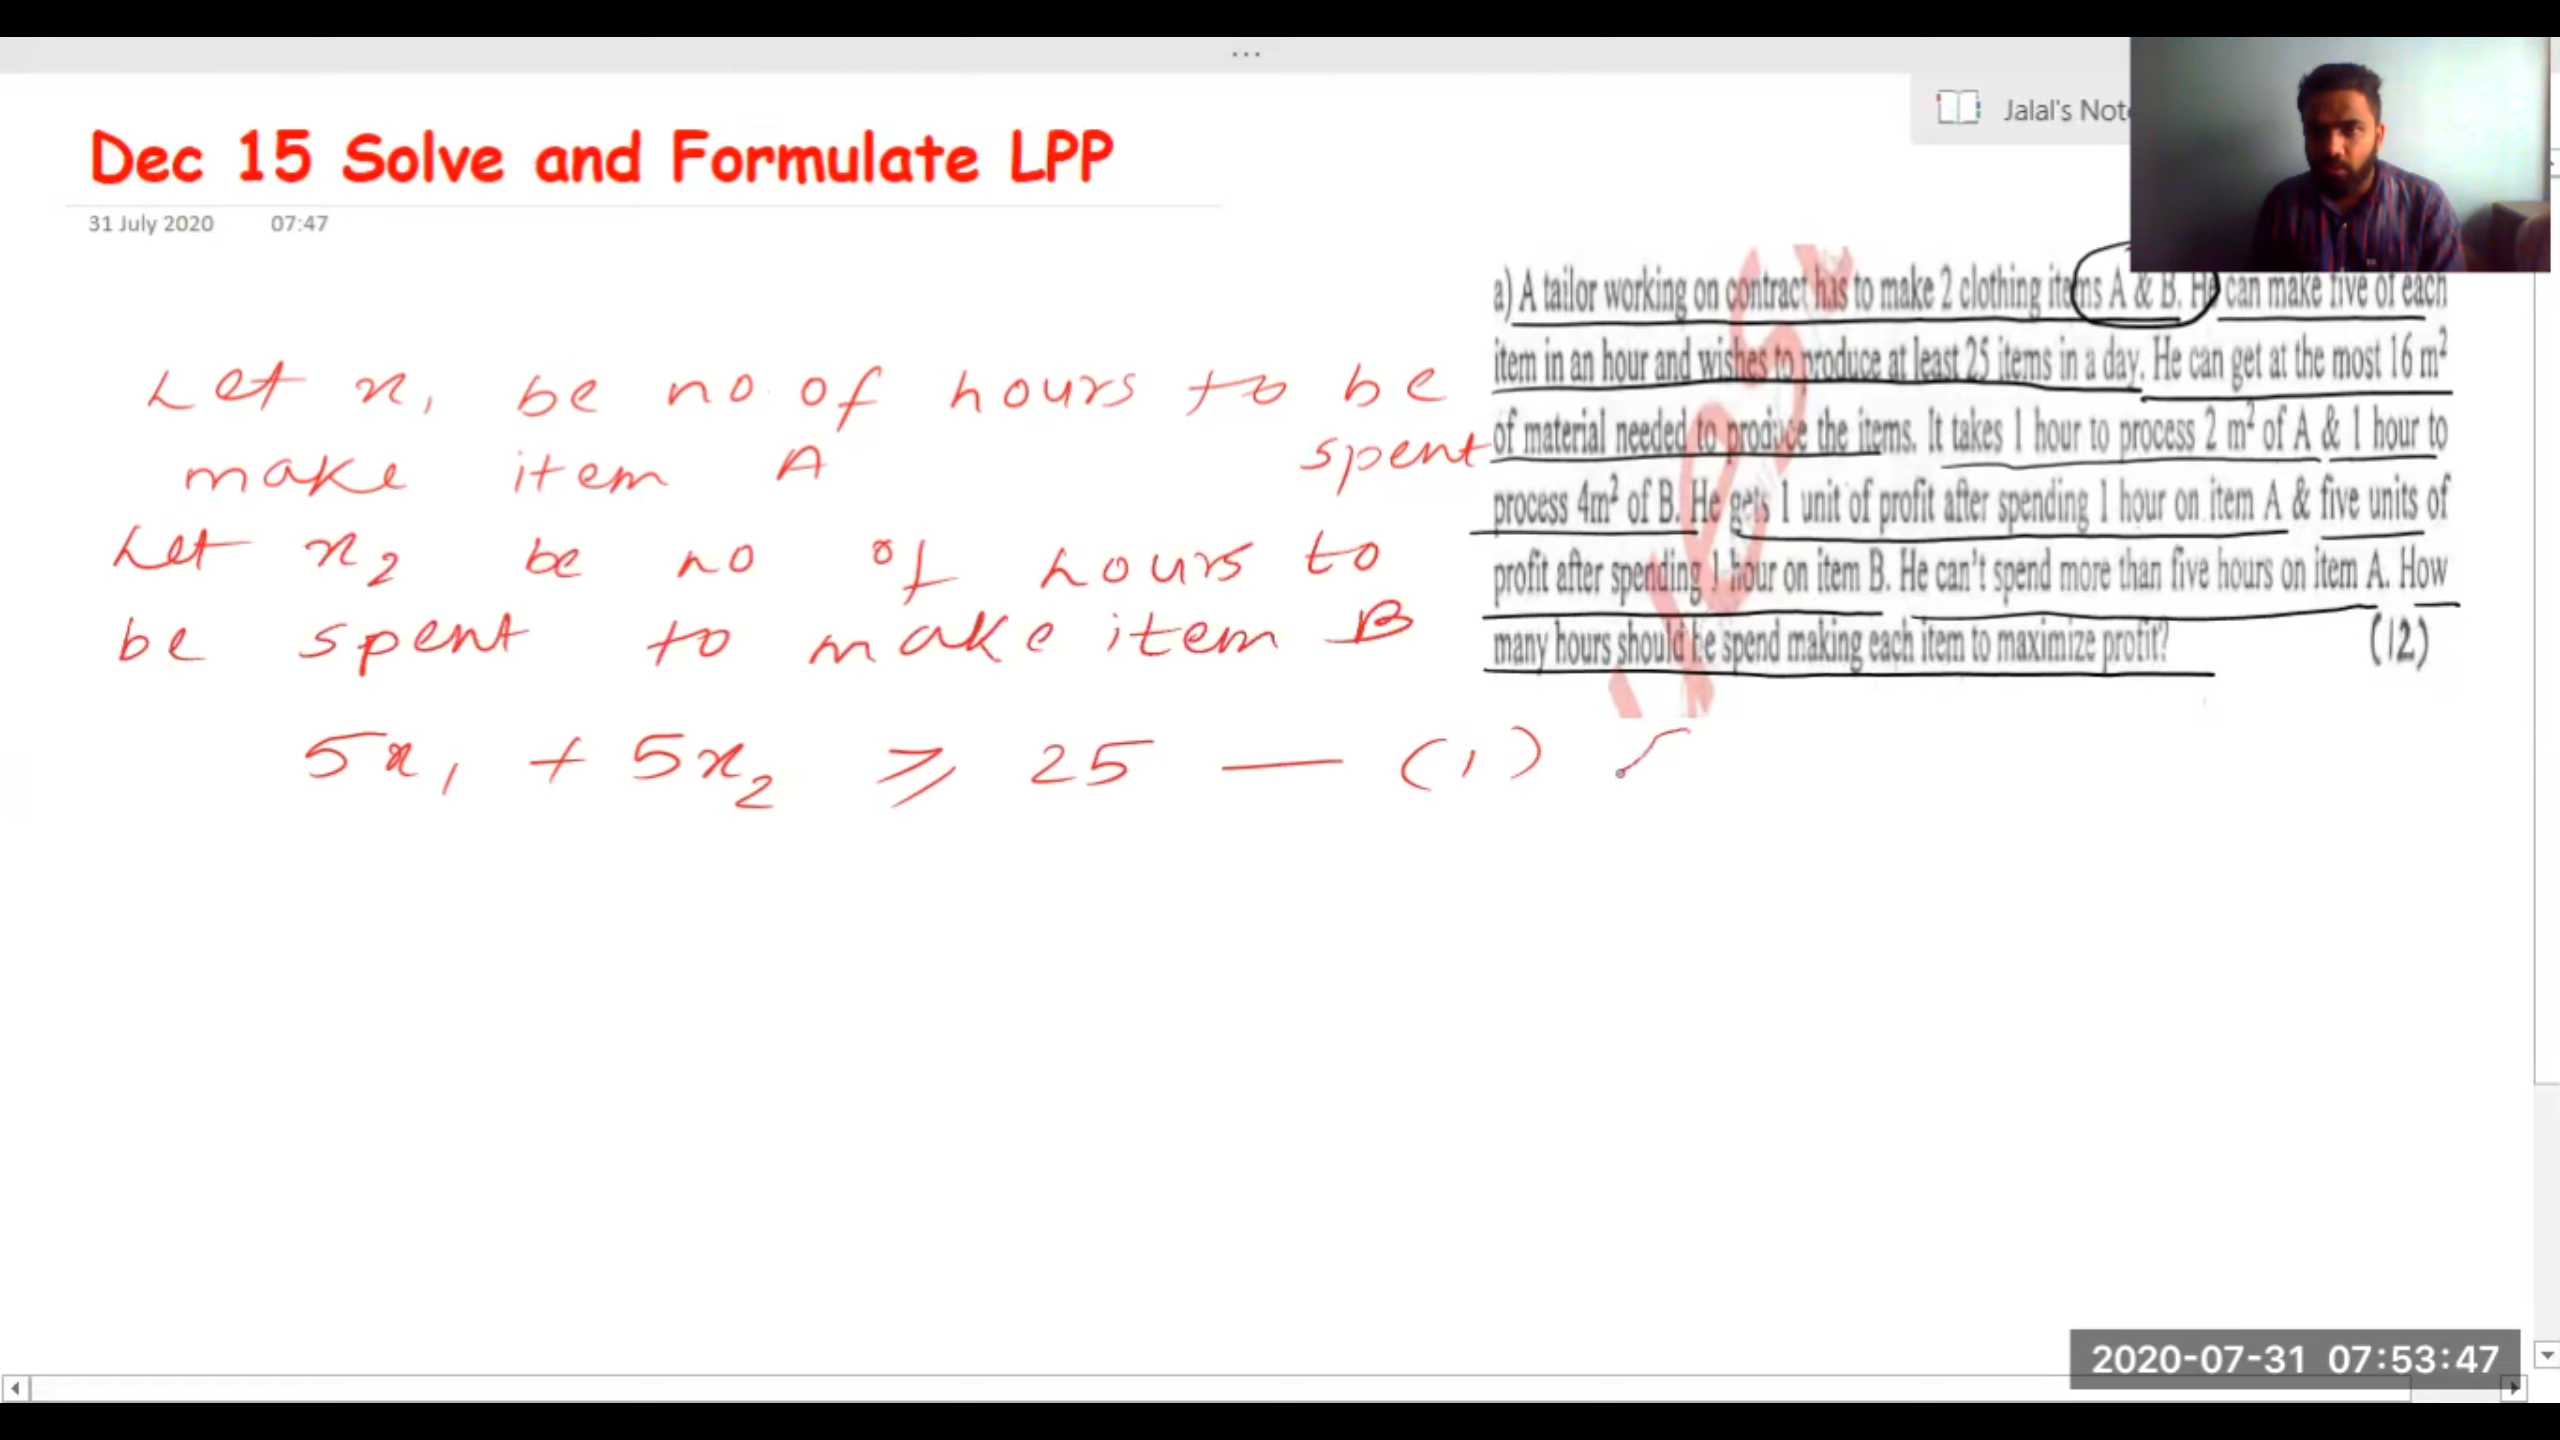 ...
Jalal's Not
Dec 15 Solve and Formulate LPP
31 July 2020 07:47
a) A tailor working on contract has to make 2 clothing items A & B. He can make five of each
item in an hour and wishes to produce at least 25 items in a day. He can get at the most 16 m²
of material needed to produce the items. It takes 1 hour to process 2 m² of A & 1 hour to
process 4m² of B. He gets 1 unit of profit after spending 1 hour on item A & five units of
profit after spending 1 hour on item B. He can't spend more than five hours on item A. How
many hours should be spend making each item to maximize profit? (12)
Let x₁ be no. of hours to be
spent
make item A
Let x₂ be no of hours to
be spent to make item B
5x₁ + 5x₂ ⩾ 25 — (1)
2020-07-31 07:53:47